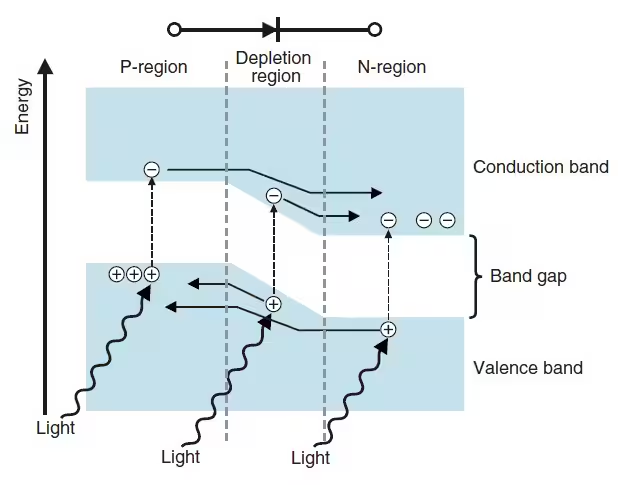 P-region
Depletion
region
N-region
Energy
Conduction band
Band gap
Valence band
Light
Light
Light